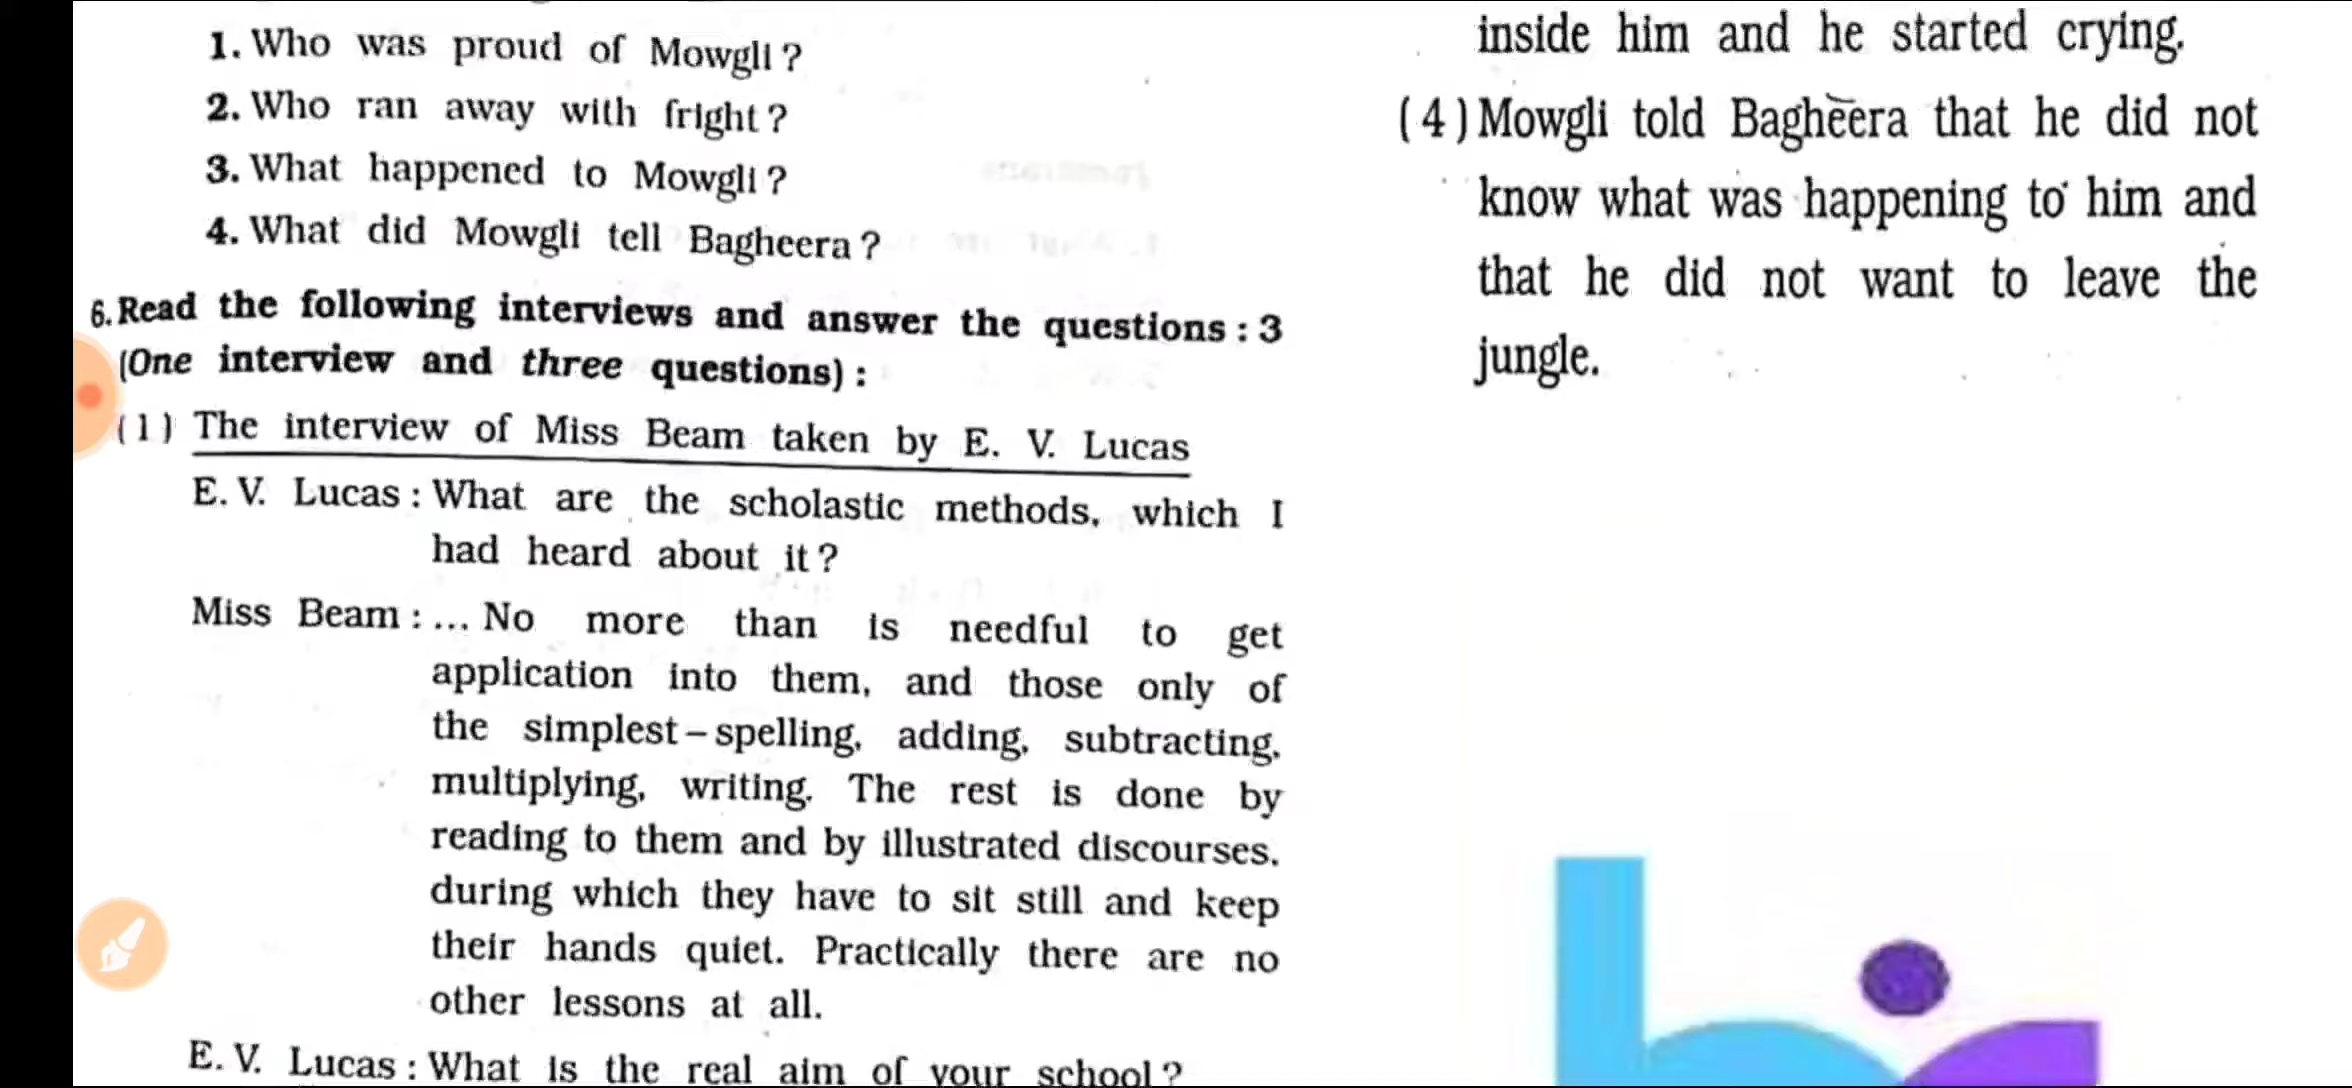 1. Who was proud of Mowgli ?
2. Who ran away with fright ?
3. What happened to Mowgli ?
4. What did Mowgli tell Bagheera ?
6. Read the following interviews and answer the questions : 3
(One interview and three questions) :
(1) The interview of Miss Beam taken by E. V. Lucas
E. V. Lucas : What are the scholastic methods, which I
had heard about it ?
Miss Beam : ... No more than is needful to get
application into them, and those only of
the simplest – spelling, adding, subtracting,
multiplying, writing. The rest is done by
reading to them and by illustrated discourses,
during which they have to sit still and keep
their hands quiet. Practically there are no
other lessons at all.
E. V. Lucas : What is the real aim of your school ?
inside him and he started crying.
(4) Mowgli told Bagheera that he did not
know what was happening to him and
that he did not want to leave the
jungle.